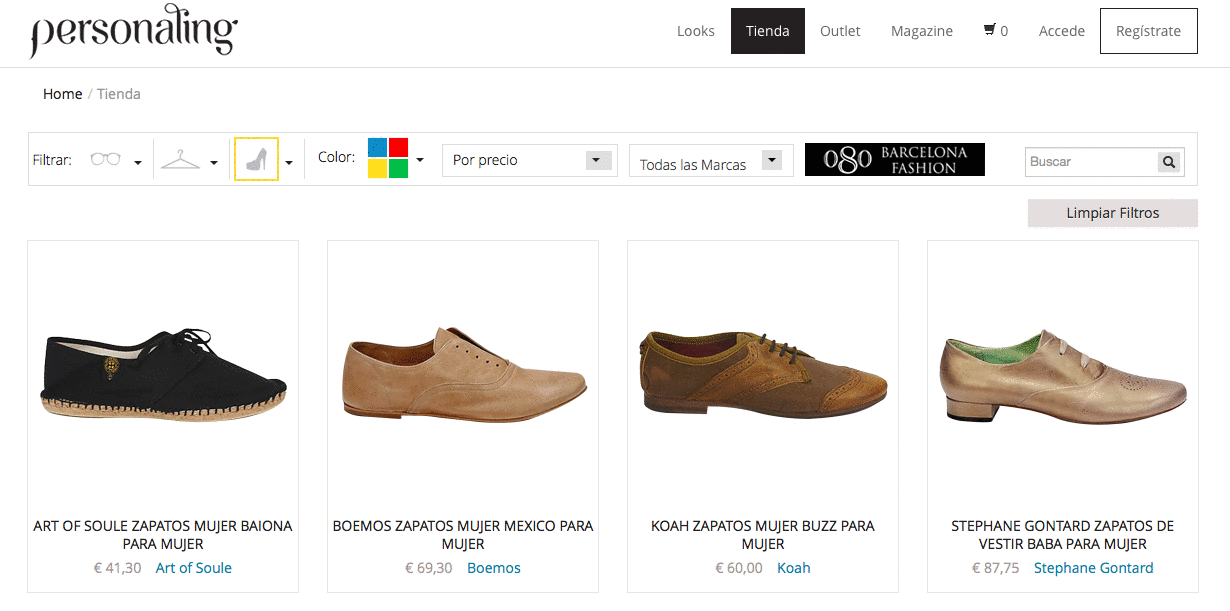 personaling
Looks Tienda Outlet Magazine 0 Accede Regístrate
Home / Tienda
Filtrar: Color: Por precio Todas las Marcas 080 BARCELONA FASHION Buscar
Limpiar Filtros
ART OF SOULE ZAPATOS MUJER BAIONA
PARA MUJER
€ 41,30 Art of Soule
BOEMOS ZAPATOS MUJER MEXICO PARA
MUJER
€ 69,30 Boemos
KOAH ZAPATOS MUJER BUZZ PARA
MUJER
€ 60,00 Koah
STEPHANE GONTARD ZAPATOS DE
VESTIR BABA PARA MUJER
€ 87,75 Stephane Gontard